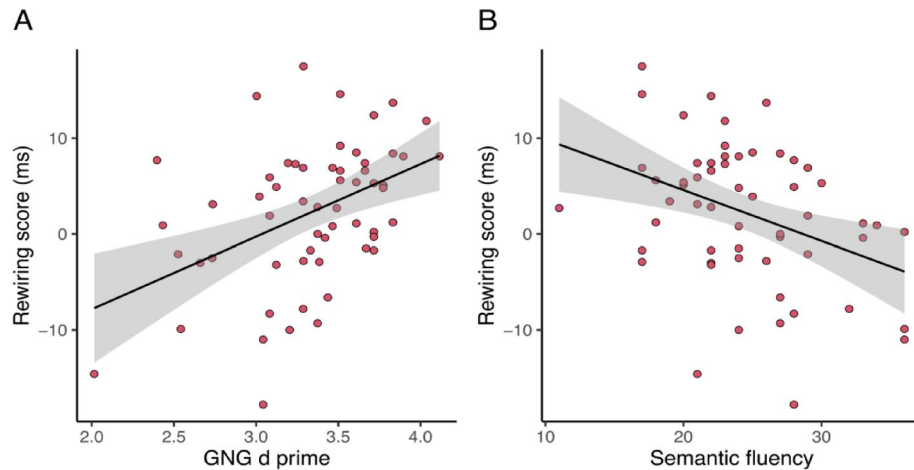 A
Rewiring score (ms)
10
0
−10
2.0 2.5 3.0 3.5 4.0
GNG d prime
B
Rewiring score (ms)
10
0
−10
10 20 30
Semantic fluency